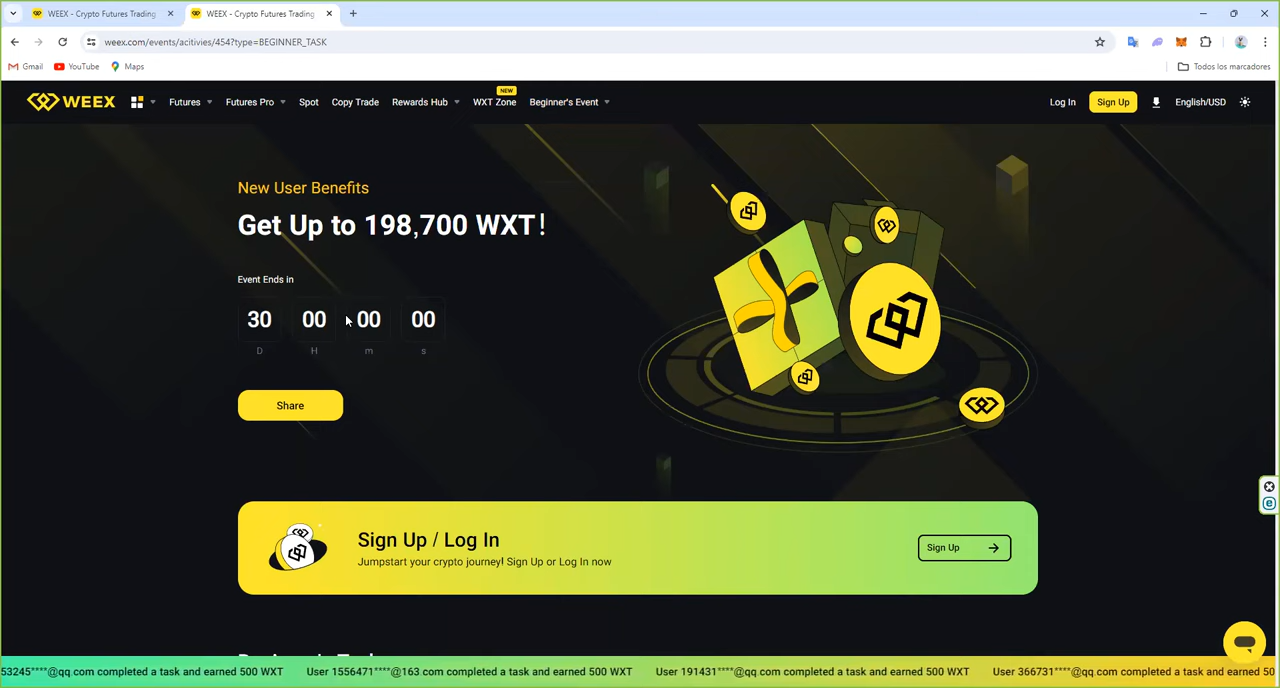 WEEX - Crypto Futures Trading
WEEX - Crypto Futures Trading
weex.com/events/acitivies/454?type=BEGINNER_TASK
Gmail
YouTube
Maps
Todos los marcadores
WEEX
Futures
Futures Pro
Spot
Copy Trade
Rewards Hub
NEW
WXT Zone
Beginner's Event
Log In
Sign Up
English/USD
New User Benefits
Get Up to 198,700 WXT!
Event Ends in
30 00 00 00
D H m s
Share
Sign Up / Log In
Jumpstart your crypto journey! Sign Up or Log In now
Sign Up
53245****@qq.com completed a task and earned 500 WXT User 1556471****@163.com completed a task and earned 500 WXT User 191431****@qq.com completed a task and earned 500 WXT User 366731****@qq.com completed a task and earned 50